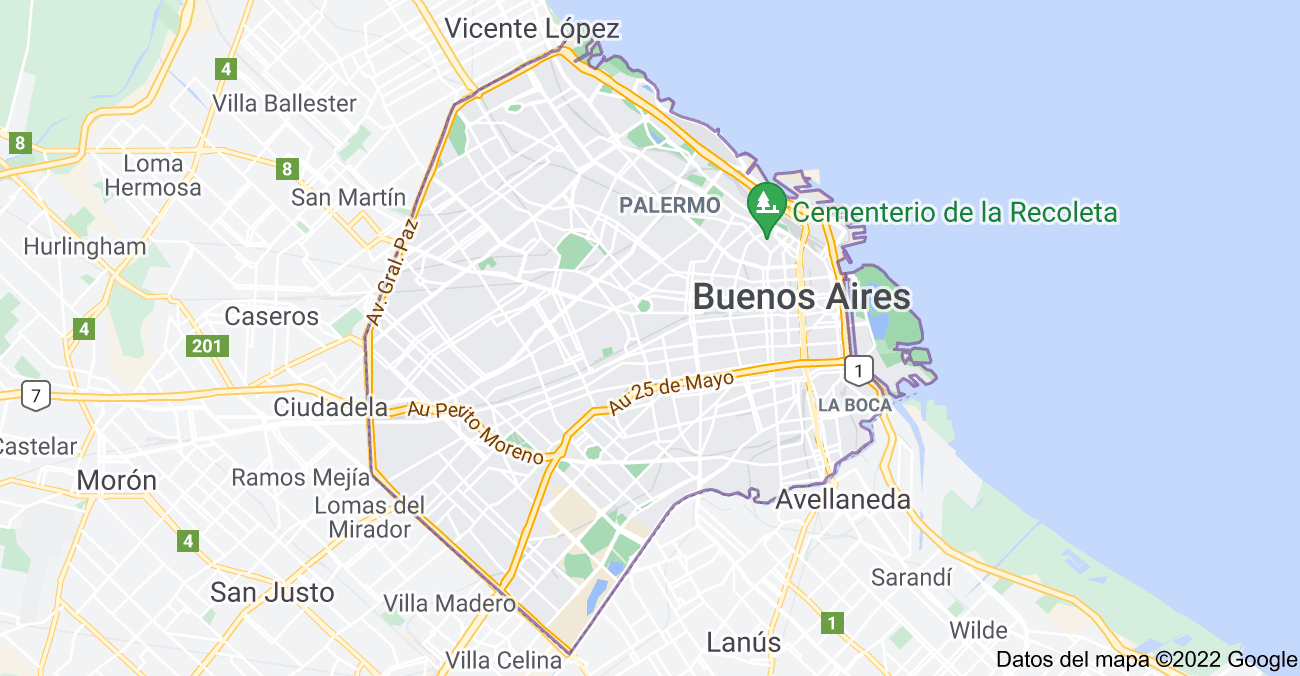 Vicente López
4
Villa Ballester
8
Loma
Hermosa
8
San Martín
PALERMO
Cementerio de la Recoleta
Hurlingham
Av. Gral. Paz
Buenos Aires
Caseros
4
201
1
Au 25 de Mayo
7
Ciudadela
Au Perito Moreno
LA BOCA
Castelar
Morón
Ramos Mejía
Lomas del
Mirador
Avellaneda
4
Sarandí
San Justo
Villa Madero
1
Wilde
Lanús
Villa Celina
Datos del mapa ©2022 Google